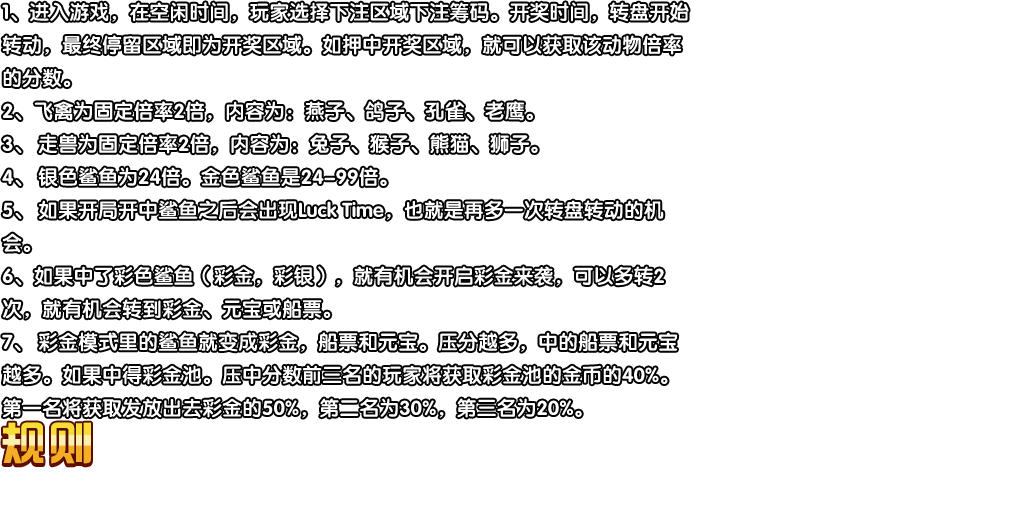 1、进入游戏，在空闲时间，玩家选择下注区域下注筹码。开奖时间，转盘开始
转动，最终停留区域即为开奖区域。如押中开奖区域，就可以获取该动物倍率
的分数。
2、飞禽为固定倍率2倍，内容为：燕子、鸽子、孔雀、老鹰。
3、 走兽为固定倍率2倍，内容为：兔子、猴子、熊猫、狮子。
4、 银色鲨鱼为24倍。金色鲨鱼是24-99倍。
5、 如果开局开中鲨鱼之后会出现Luck Time，也就是再多一次转盘转动的机
会。
6、如果中了彩色鲨鱼（彩金，彩银），就有机会开启彩金来袭，可以多转2
次，就有机会转到彩金、元宝或船票。
7、 彩金模式里的鲨鱼就变成彩金，船票和元宝。压分越多，中的船票和元宝
越多。如果中得彩金池。压中分数前三名的玩家将获取彩金池的金币的40%。
第一名将获取发放出去彩金的50%，第二名为30%，第三名为20%。
规则